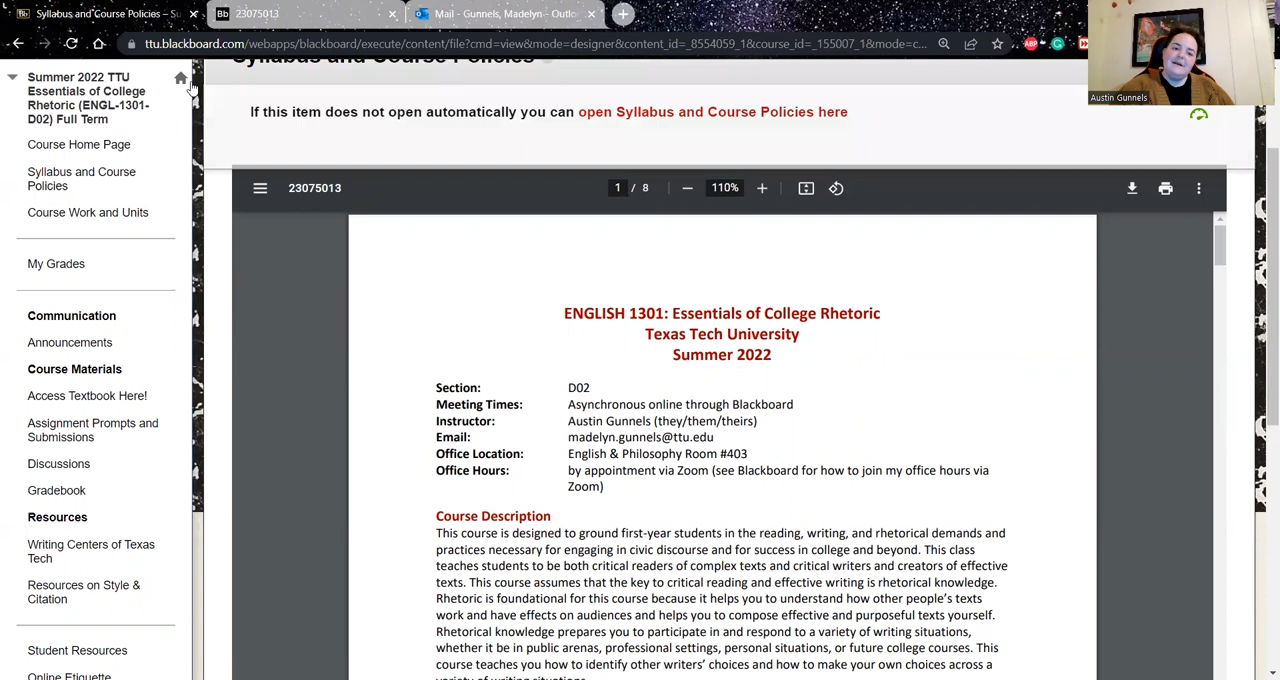 Syllabus and Course Policies – Su
Bb 23075013
Mail - Gunnels, Madelyn - Outlo
ttu.blackboard.com/webapps/blackboard/execute/content/file?cmd=view&mode=designer&content_id=_8554059_1&course_id=_155007_1&mode=c...
ABP
Austin Gunnels
Summer 2022 TTU
Essentials of College
Rhetoric (ENGL-1301-
D02) Full Term
Course Home Page
Syllabus and Course
Policies
Course Work and Units
My Grades
Communication
Announcements
Course Materials
Access Textbook Here!
Assignment Prompts and
Submissions
Discussions
Gradebook
Resources
Writing Centers of Texas
Tech
Resources on Style &
Citation
Student Resources
Online Etiquette
Syllabus and Course Policies
If this item does not open automatically you can open Syllabus and Course Policies here
23075013
1 / 8
110%
ENGLISH 1301: Essentials of College Rhetoric
Texas Tech University
Summer 2022
Section: D02
Meeting Times: Asynchronous online through Blackboard
Instructor: Austin Gunnels (they/them/theirs)
Email: madelyn.gunnels@ttu.edu
Office Location: English & Philosophy Room #403
Office Hours: by appointment via Zoom (see Blackboard for how to join my office hours via
Zoom)
Course Description
This course is designed to ground first-year students in the reading, writing, and rhetorical demands and
practices necessary for engaging in civic discourse and for success in college and beyond. This class
teaches students to be both critical readers of complex texts and critical writers and creators of effective
texts. This course assumes that the key to critical reading and effective writing is rhetorical knowledge.
Rhetoric is foundational for this course because it helps you to understand how other people's texts
work and have effects on audiences and helps you to compose effective and purposeful texts yourself.
Rhetorical knowledge prepares you to participate in and respond to a variety of writing situations,
whether it be in public arenas, professional settings, personal situations, or future college courses. This
course teaches you how to identify other writers' choices and how to make your own choices across a
variety of writing situations.